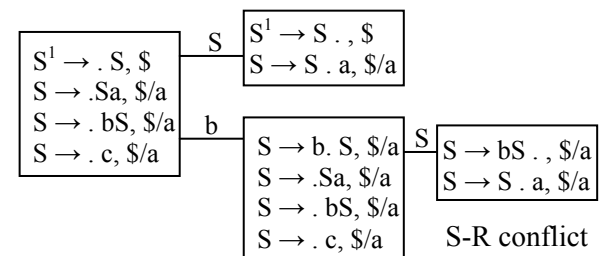 S¹ → . S, $
S → .Sa, $/a
S → . bS, $/a
S → . c, $/a
S
S¹ → S . , $
S → S . a, $/a
b
S → b. S, $/a
S → .Sa, $/a
S → . bS, $/a
S → . c, $/a
S
S → bS . , $/a
S → S . a, $/a
S-R conflict